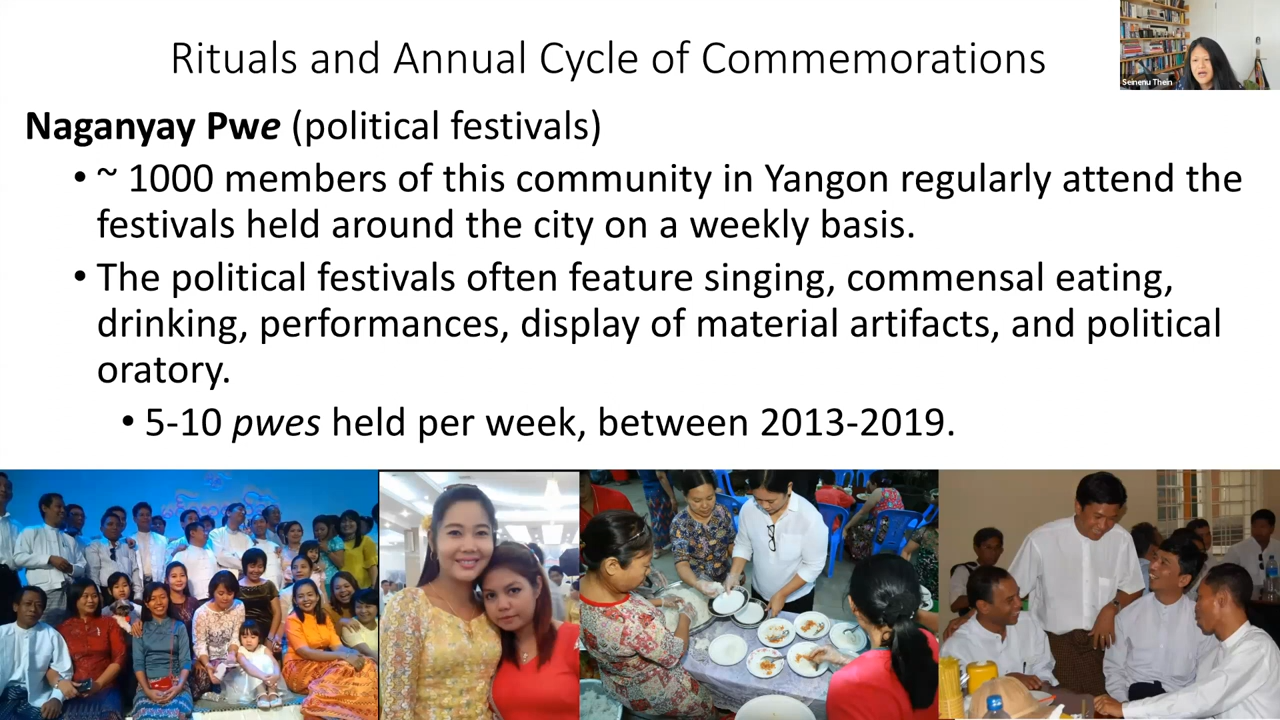 Rituals and Annual Cycle of Commemorations
Seinenu Thein
Naganyay Pwe (political festivals)
• ~ 1000 members of this community in Yangon regularly attend the
festivals held around the city on a weekly basis.
• The political festivals often feature singing, commensal eating,
drinking, performances, display of material artifacts, and political
oratory.
• 5-10 pwes held per week, between 2013-2019.